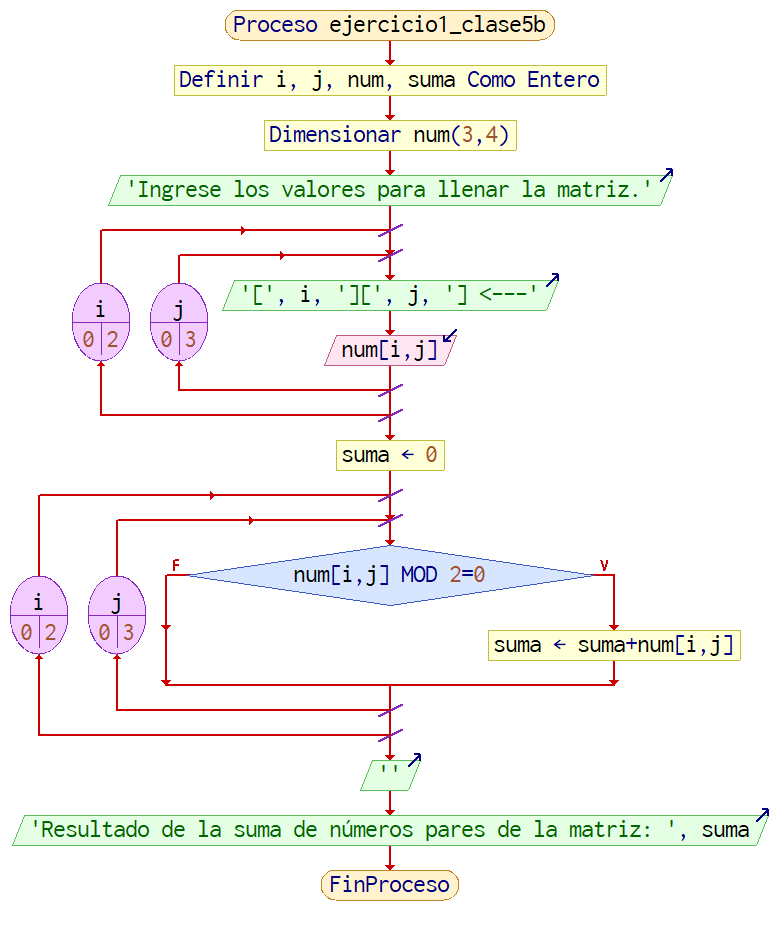 Proceso ejercicio1_clase5b
Definir i, j, num, suma Como Entero
Dimensionar num(3,4)
'Ingrese los valores para llenar la matriz.'
i
0 2
j
0 3
'[', i, '][', j, '] <---'
num[i,j]
suma ← 0
F
V
num[i,j] MOD 2=0
i
0 2
j
0 3
suma ← suma+num[i,j]
''
'Resultado de la suma de números pares de la matriz: ', suma
FinProceso